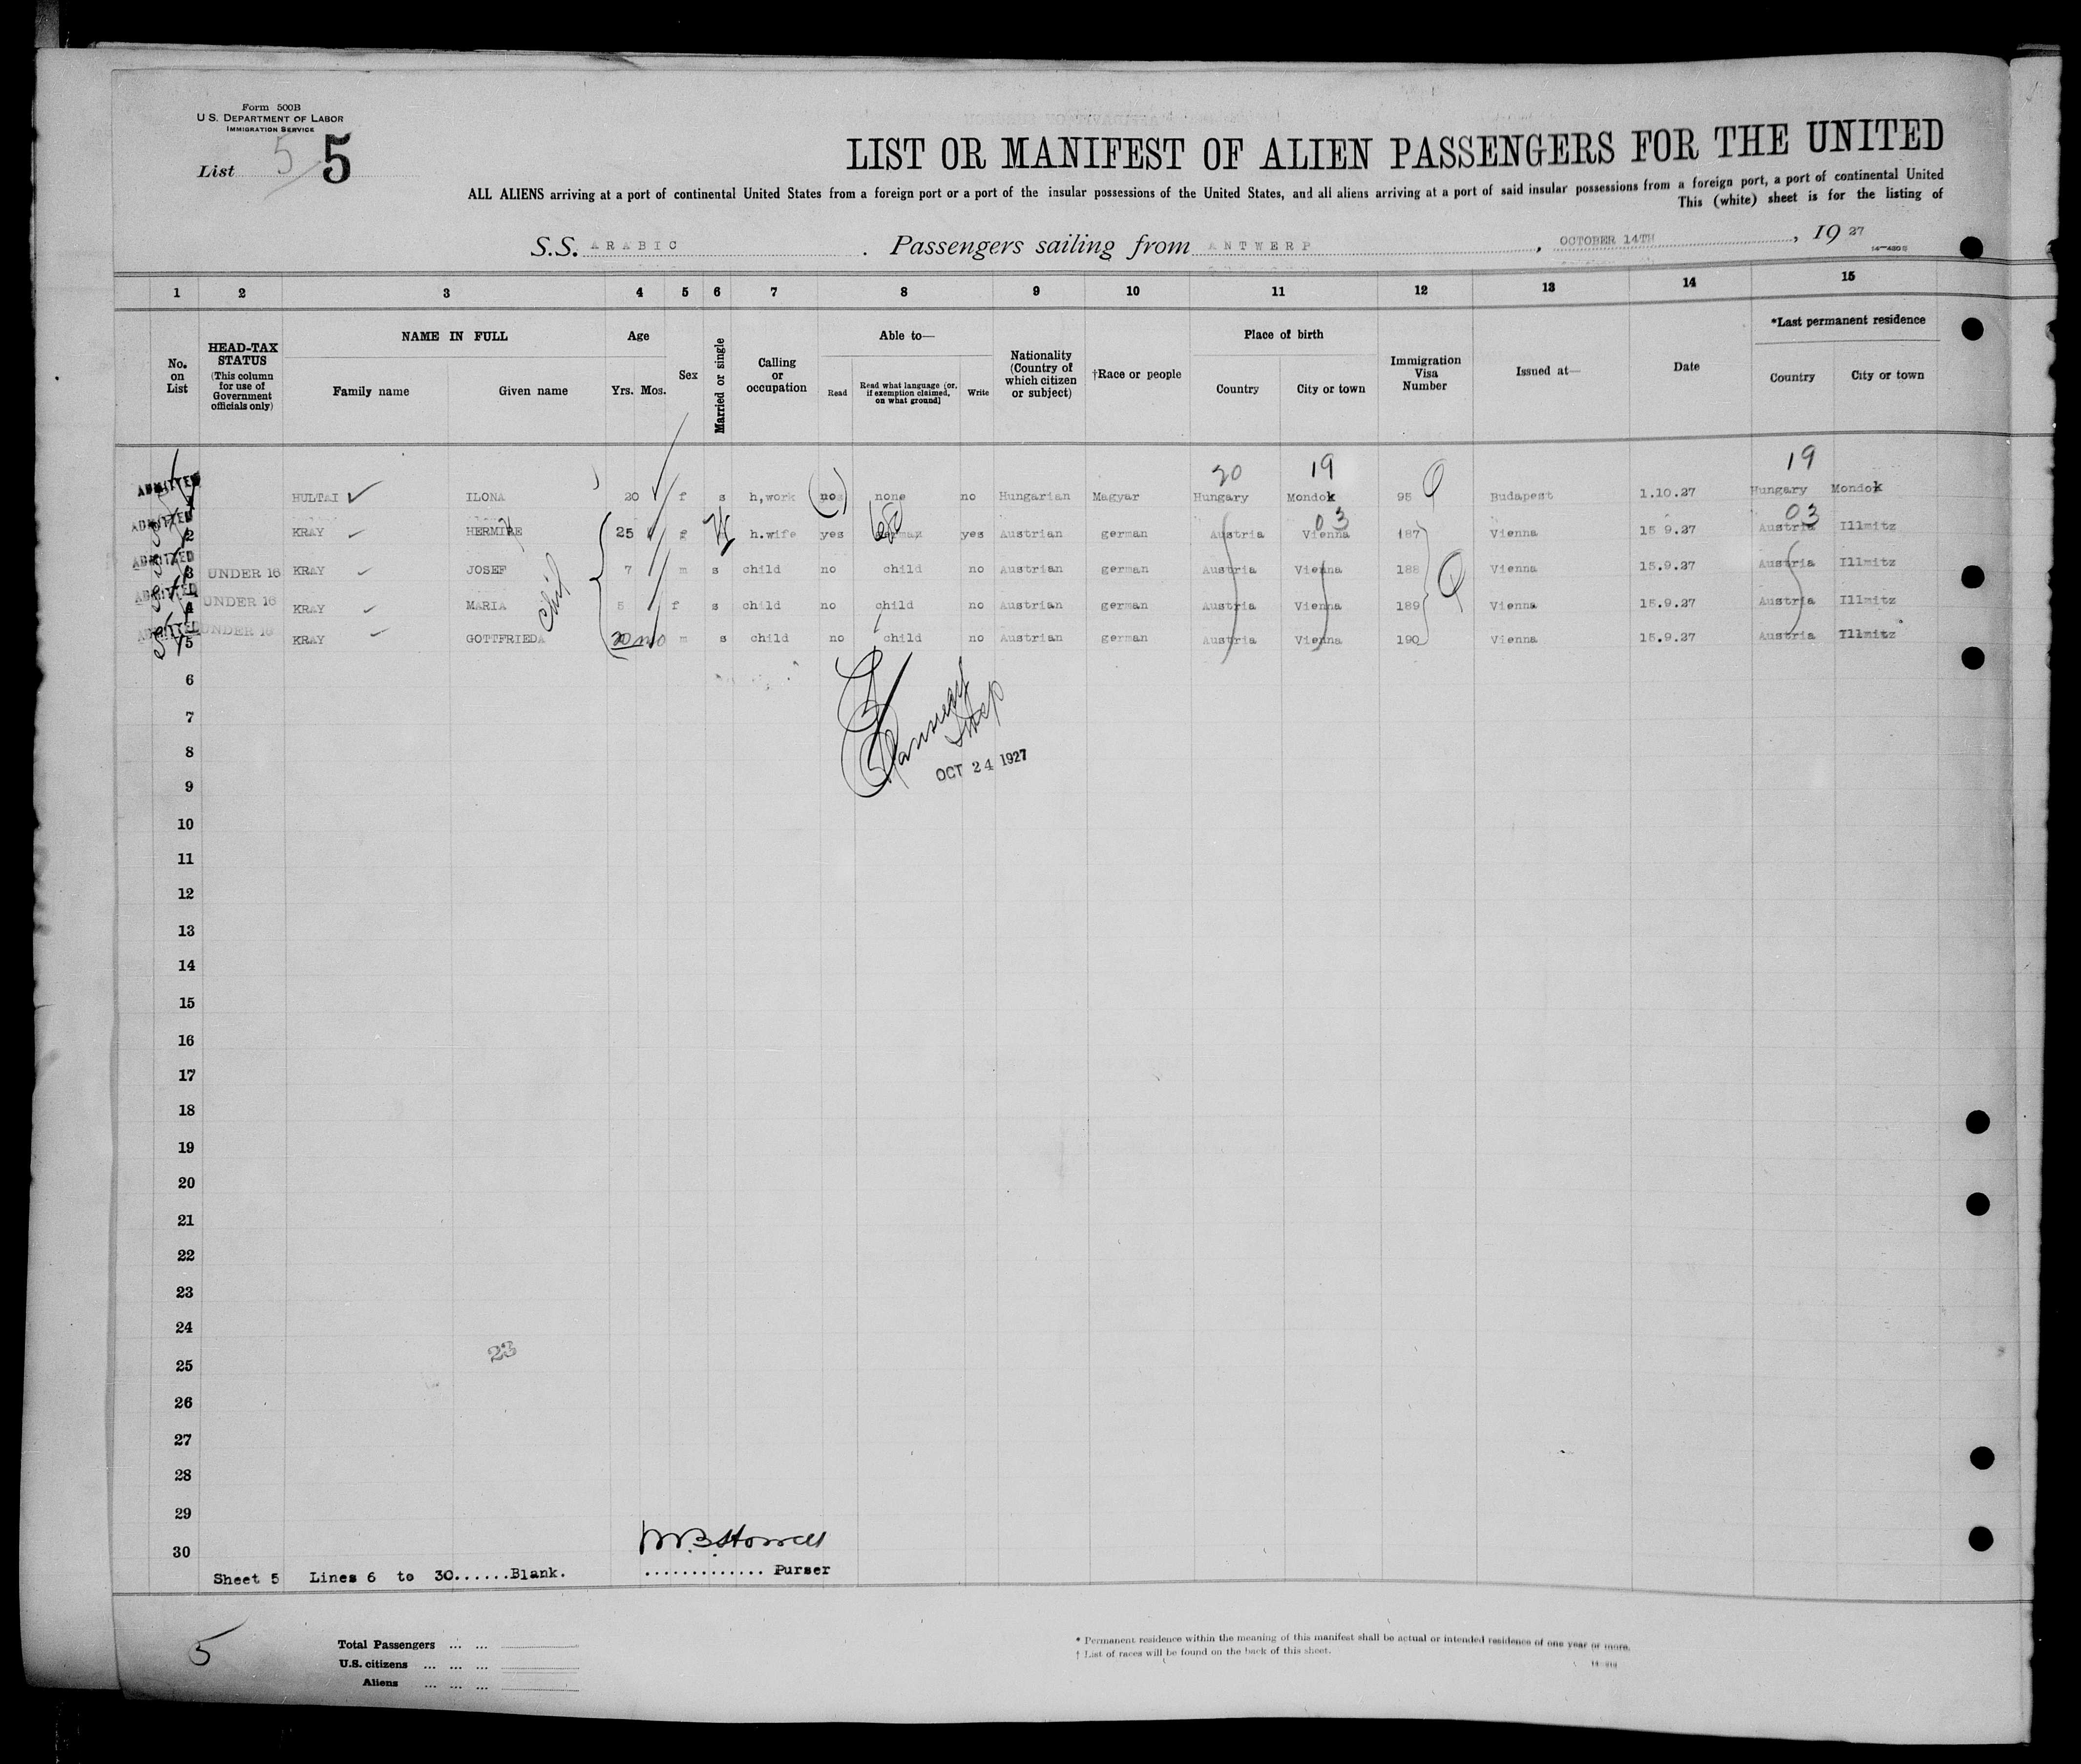 Form 500B
U. S. DEPARTMENT OF LABOR
IMMIGRATION SERVICE
List 5 5
LIST OR MANIFEST OF ALIEN PASSENGERS FOR THE UNITED
ALL ALIENS arriving at a port of continental United States from a foreign port or a port of the insular possessions of the United States, and all aliens arriving at a port of said insular possessions from a foreign port, a port of continental United
This (white) sheet is for the listing of
S.S. ARABIC . Passengers sailing from ANTWERP , OCTOBER 14TH , 19 27
1 2 3 4 5 6 7 8 9 10 11 12 13 14 15
No. on List
HEAD-TAX STATUS (This column for use of Government officials only)
NAME IN FULL
Family name Given name
Age
Yrs. Mos.
Sex
Married or single
Calling or occupation
Able to—
Read Read what language (or, if exemption claimed, on what ground) Write
Nationality (Country of which citizen or subject)
†Race or people
Place of birth
Country City or town
Immigration Visa Number
Issued at—
Date
*Last permanent residence
Country City or town
20 19 19
ADMITTED 1 HULTAI ILONA 20 f s h,work no none no Hungarian Magyar Hungary Mondok 95 Budapest 1.10.27 Hungary Mondok
03 03
ADMITTED 2 KRAY HERMINE 25 f h.wife yes german yes Austrian german Austria Vienna 187 Vienna 15 9.27 Austria Illmitz
ADMITTED 3 UNDER 16 KRAY JOSEF 7 m s child no child no Austrian german Austria Vienna 188 Vienna 15.9.27 Austria Illmitz
ADMITTED 4 UNDER 16 KRAY MARIA 5 f s child no child no Austrian german Austria Vienna 189 Vienna 15.9.27 Austria Illmitz
ADMITTED 5 UNDER 16 KRAY GOTTFRIEDA 20 mo m s child no child no Austrian german Austria Vienna 190 Vienna 15.9.27 Austria Illmitz
6
7
8
OCT 24 1927
9
10
11
12
13
14
15
16
17
18
19
20
21
22
23
24
23
25
26
27
28
29
30
Sheet 5 Lines 6 to 30......Blank. ............. Purser
5
Total Passengers ... ...
U.S. citizens ... ... ...
Aliens ... ... ...
* Permanent residence within the meaning of this manifest shall be actual or intended residence of one year or more.
† List of races will be found on the back of this sheet.